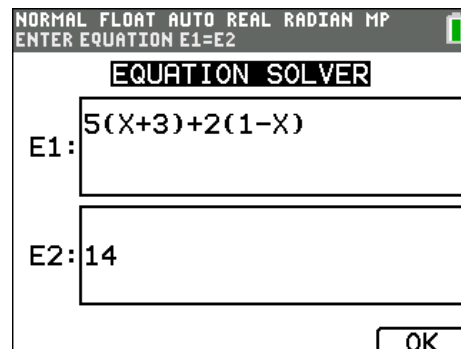 NORMAL FLOAT AUTO REAL RADIAN MP
ENTER EQUATION E1=E2
EQUATION SOLVER
E1:5(X+3)+2(1-X)
E2:14
OK